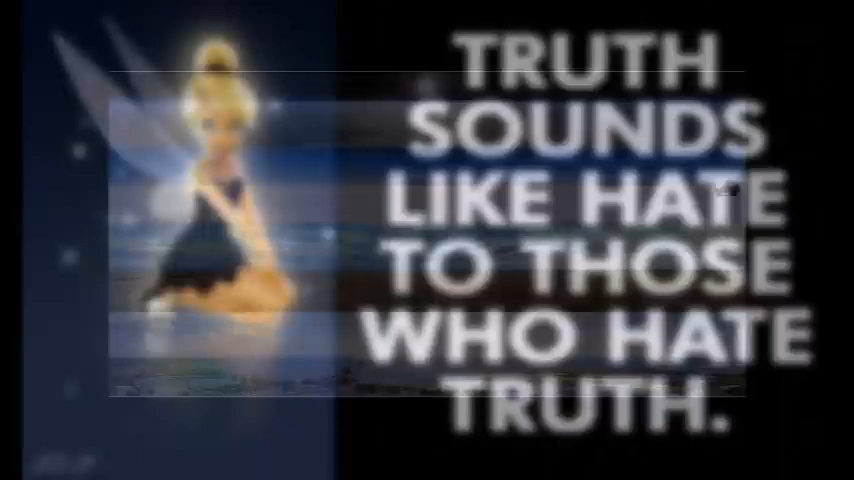 TRUTH
SOUNDS
LIKE HATE
TO THOSE
WHO HATE
TRUTH.